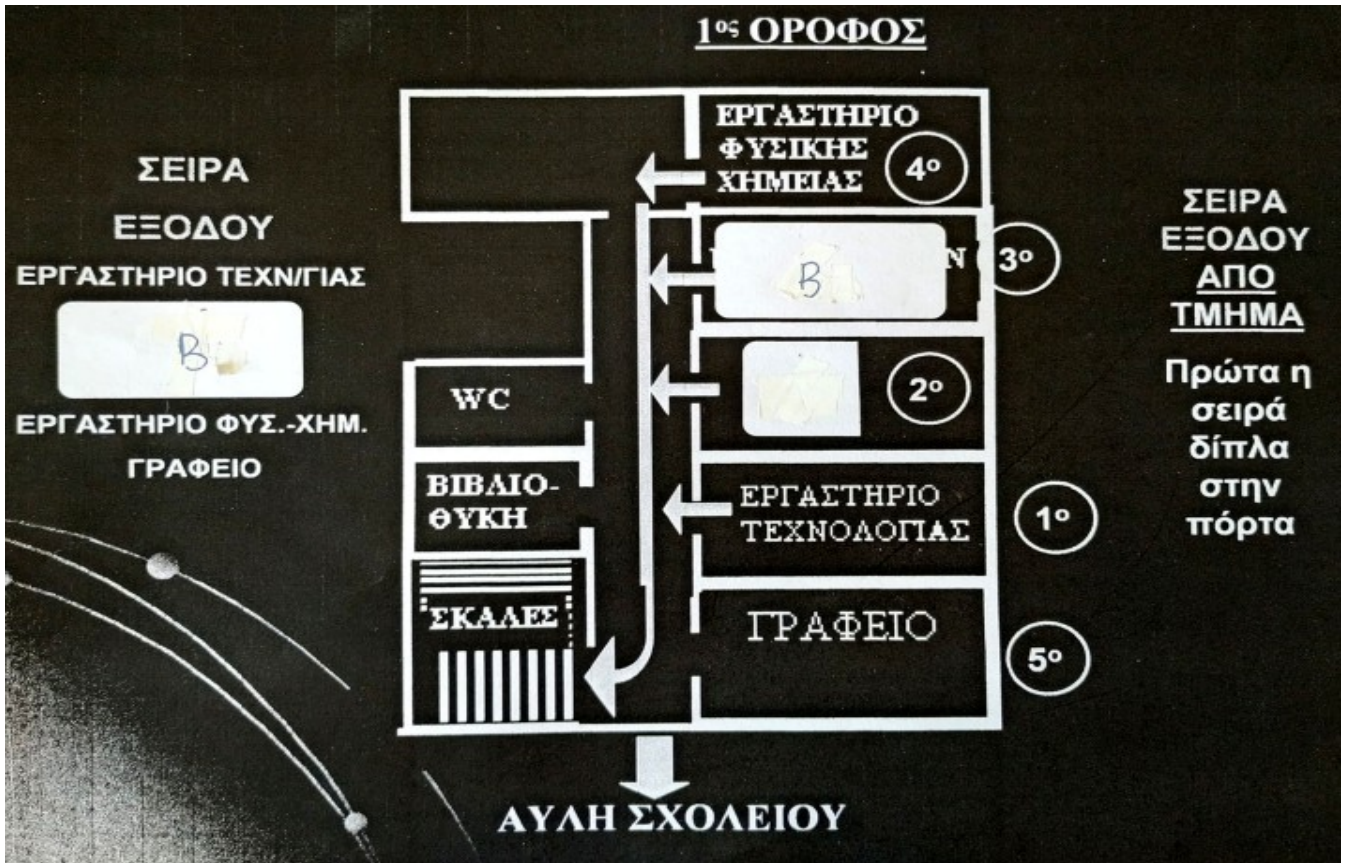 1ος ΟΡΟΦΟΣ
ΣΕΙΡΑ
ΕΞΟΔΟΥ
ΕΡΓΑΣΤΗΡΙΟ ΤΕΧΝ/ΓΙΑΣ
Β
ΕΡΓΑΣΤΗΡΙΟ ΦΥΣ.-ΧΗΜ.
ΓΡΑΦΕΙΟ
ΕΡΓΑΣΤΗΡΙΟ
ΦΥΣΙΚΗΣ
ΧΗΜΕΙΑΣ
4ο
Β
Ν
3ο
2ο
WC
ΒΙΒΛΙΟ-
ΘΥΚΗ
ΕΡΓΑΣΤΗΡΙΟ
ΤΕΧΝΟΛΟΓΙΑΣ
1ο
ΣΚΑΛΕΣ
ΓΡΑΦΕΙΟ
5ο
ΑΥΛΗ ΣΧΟΛΕΙΟΥ
ΣΕΙΡΑ
ΕΞΟΔΟΥ
ΑΠΟ
ΤΜΗΜΑ
Πρώτα η
σειρά
δίπλα
στην
πόρτα